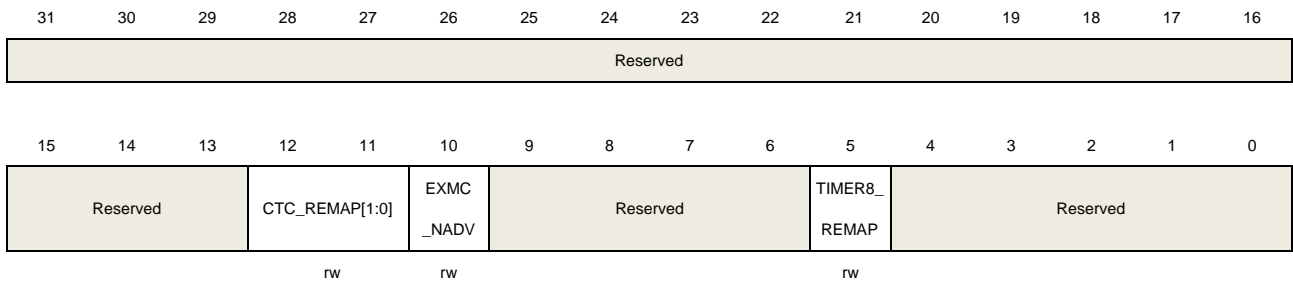 31 30 29 28 27 26 25 24 23 22 21 20 19 18 17 16
Reserved
15 14 13 12 11 10 9 8 7 6 5 4 3 2 1 0
Reserved CTC_REMAP[1:0] EXMC _NADV Reserved TIMER8_ REMAP Reserved
rw rw rw